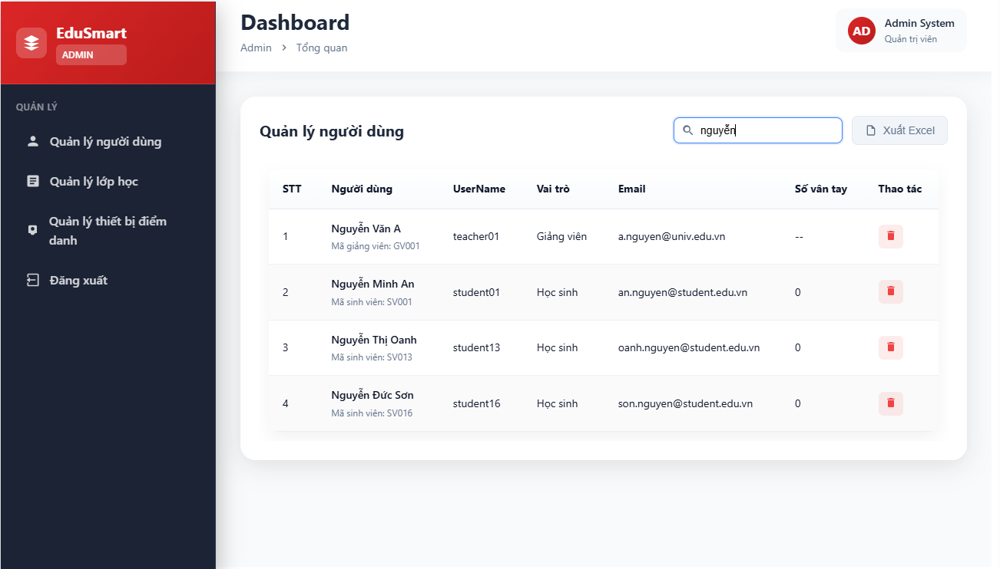 EduSmart
ADMIN
QUẢN LÝ
Quản lý người dùng
Quản lý lớp học
Quản lý thiết bị điểm
danh
Đăng xuất
Dashboard
Admin > Tổng quan
AD
Admin System
Quản trị viên
Quản lý người dùng
nguyễn
Xuất Excel
STT Người dùng UserName Vai trò Email Số vân tay Thao tác
1 Nguyễn Văn A teacher01 Giảng viên a.nguyen@univ.edu.vn --
Mã giảng viên: GV001
2 Nguyễn Minh An student01 Học sinh an.nguyen@student.edu.vn 0
Mã sinh viên: SV001
3 Nguyễn Thị Oanh student13 Học sinh oanh.nguyen@student.edu.vn 0
Mã sinh viên: SV013
4 Nguyễn Đức Sơn student16 Học sinh son.nguyen@student.edu.vn 0
Mã sinh viên: SV016